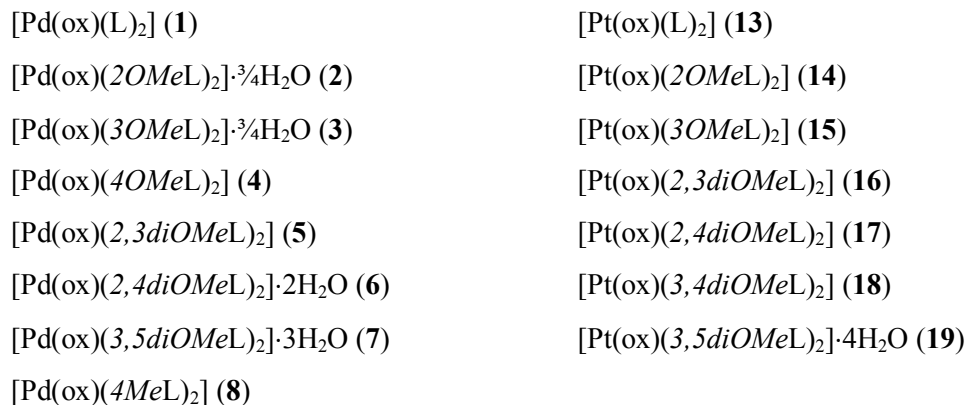 [Pd(ox)(L)₂] (1)
[Pt(ox)(L)₂] (13)
[Pd(ox)(2OMeL)₂]·¾H₂O (2)
[Pt(ox)(2OMeL)₂] (14)
[Pd(ox)(3OMeL)₂]·¾H₂O (3)
[Pt(ox)(3OMeL)₂] (15)
[Pd(ox)(4OMeL)₂] (4)
[Pt(ox)(2,3diOMeL)₂] (16)
[Pd(ox)(2,3diOMeL)₂] (5)
[Pt(ox)(2,4diOMeL)₂] (17)
[Pd(ox)(2,4diOMeL)₂]·2H₂O (6)
[Pt(ox)(3,4diOMeL)₂] (18)
[Pd(ox)(3,5diOMeL)₂]·3H₂O (7)
[Pt(ox)(3,5diOMeL)₂]·4H₂O (19)
[Pd(ox)(4MeL)₂] (8)